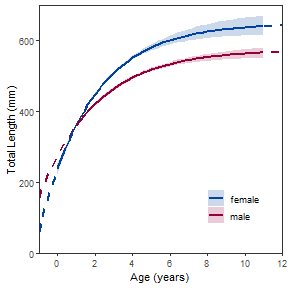 Total Length (mm)
600
400
200
0
female
male
0 2 4 6 8 10 12
Age (years)